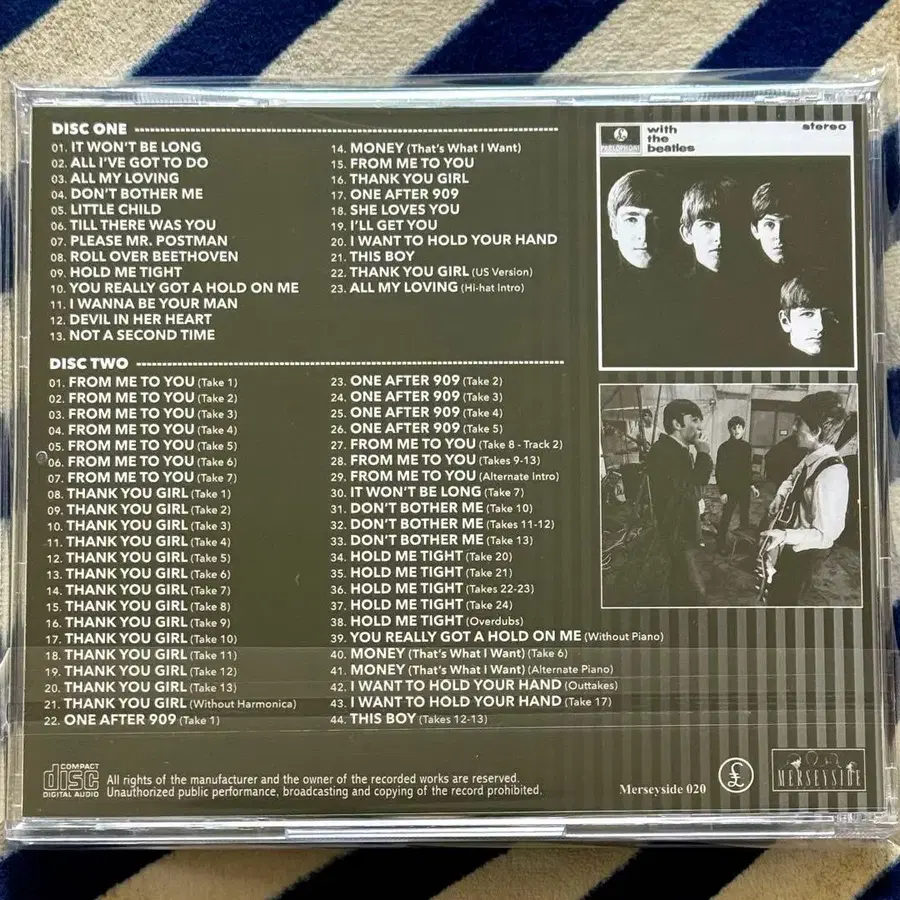 DISC ONE
01. IT WON'T BE LONG
02. ALL I'VE GOT TO DO
03. ALL MY LOVING
04. DON'T BOTHER ME
05. LITTLE CHILD
06. TILL THERE WAS YOU
07. PLEASE MR. POSTMAN
08. ROLL OVER BEETHOVEN
09. HOLD ME TIGHT
10. YOU REALLY GOT A HOLD ON ME
11. I WANNA BE YOUR MAN
12. DEVIL IN HER HEART
13. NOT A SECOND TIME
14. MONEY (That's What I Want)
15. FROM ME TO YOU
16. THANK YOU GIRL
17. ONE AFTER 909
18. SHE LOVES YOU
19. I'LL GET YOU
20. I WANT TO HOLD YOUR HAND
21. THIS BOY
22. THANK YOU GIRL (US Version)
23. ALL MY LOVING (Hi-hat Intro)
PARLOPHONE
with
the
beatles
stereo
DISC TWO
01. FROM ME TO YOU (Take 1)
02. FROM ME TO YOU (Take 2)
03. FROM ME TO YOU (Take 3)
04. FROM ME TO YOU (Take 4)
05. FROM ME TO YOU (Take 5)
06. FROM ME TO YOU (Take 6)
07. FROM ME TO YOU (Take 7)
08. THANK YOU GIRL (Take 1)
09. THANK YOU GIRL (Take 2)
10. THANK YOU GIRL (Take 3)
11. THANK YOU GIRL (Take 4)
12. THANK YOU GIRL (Take 5)
13. THANK YOU GIRL (Take 6)
14. THANK YOU GIRL (Take 7)
15. THANK YOU GIRL (Take 8)
16. THANK YOU GIRL (Take 9)
17. THANK YOU GIRL (Take 10)
18. THANK YOU GIRL (Take 11)
19. THANK YOU GIRL (Take 12)
20. THANK YOU GIRL (Take 13)
21. THANK YOU GIRL (Without Harmonica)
22. ONE AFTER 909 (Take 1)
23. ONE AFTER 909 (Take 2)
24. ONE AFTER 909 (Take 3)
25. ONE AFTER 909 (Take 4)
26. ONE AFTER 909 (Take 5)
27. FROM ME TO YOU (Take 8 - Track 2)
28. FROM ME TO YOU (Takes 9-13)
29. FROM ME TO YOU (Alternate Intro)
30. IT WON'T BE LONG (Take 7)
31. DON'T BOTHER ME (Take 10)
32. DON'T BOTHER ME (Takes 11-12)
33. DON'T BOTHER ME (Take 13)
34. HOLD ME TIGHT (Take 20)
35. HOLD ME TIGHT (Take 21)
36. HOLD ME TIGHT (Takes 22-23)
37. HOLD ME TIGHT (Take 24)
38. HOLD ME TIGHT (Overdubs)
39. YOU REALLY GOT A HOLD ON ME (Without Piano)
40. MONEY (That's What I Want) (Take 6)
41. MONEY (That's What I Want) (Alternate Piano)
42. I WANT TO HOLD YOUR HAND (Outtakes)
43. I WANT TO HOLD YOUR HAND (Take 17)
44. THIS BOY (Takes 12-13)
COMPACT
disc
DIGITAL AUDIO
All rights of the manufacturer and the owner of the recorded works are reserved.
Unauthorized public performance, broadcasting and copying of the record prohibited.
Merseyside 020
£
MERSEYSIDE